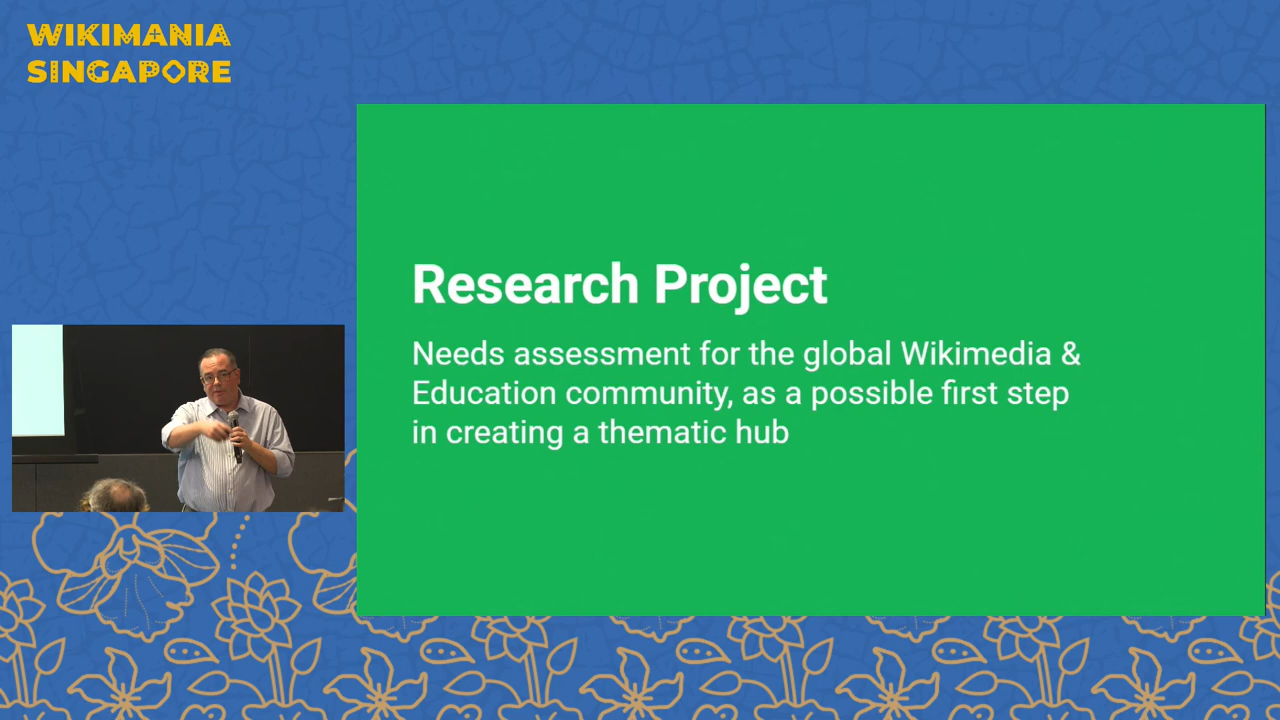 WIKIMANIA
SINGAPORE
Research Project
Needs assessment for the global Wikimedia &
Education community, as a possible first step
in creating a thematic hub